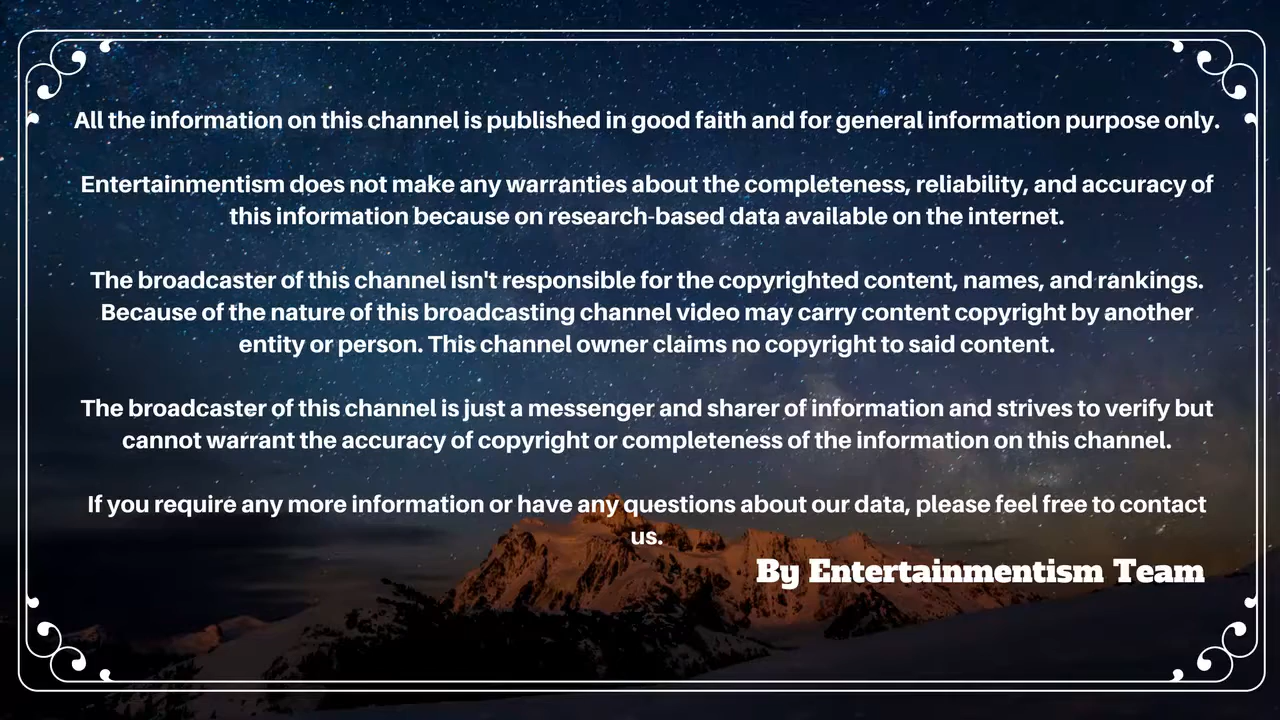 All the information on this channel is published in good faith and for general information purpose only.
Entertainmentism does not make any warranties about the completeness, reliability, and accuracy of
this information because on research-based data available on the internet.
The broadcaster of this channel isn't responsible for the copyrighted content, names, and rankings.
Because of the nature of this broadcasting channel video may carry content copyright by another
entity or person. This channel owner claims no copyright to said content.
The broadcaster of this channel is just a messenger and sharer of information and strives to verify but
cannot warrant the accuracy of copyright or completeness of the information on this channel.
If you require any more information or have any questions about our data, please feel free to contact
us.
By Entertainmentism Team